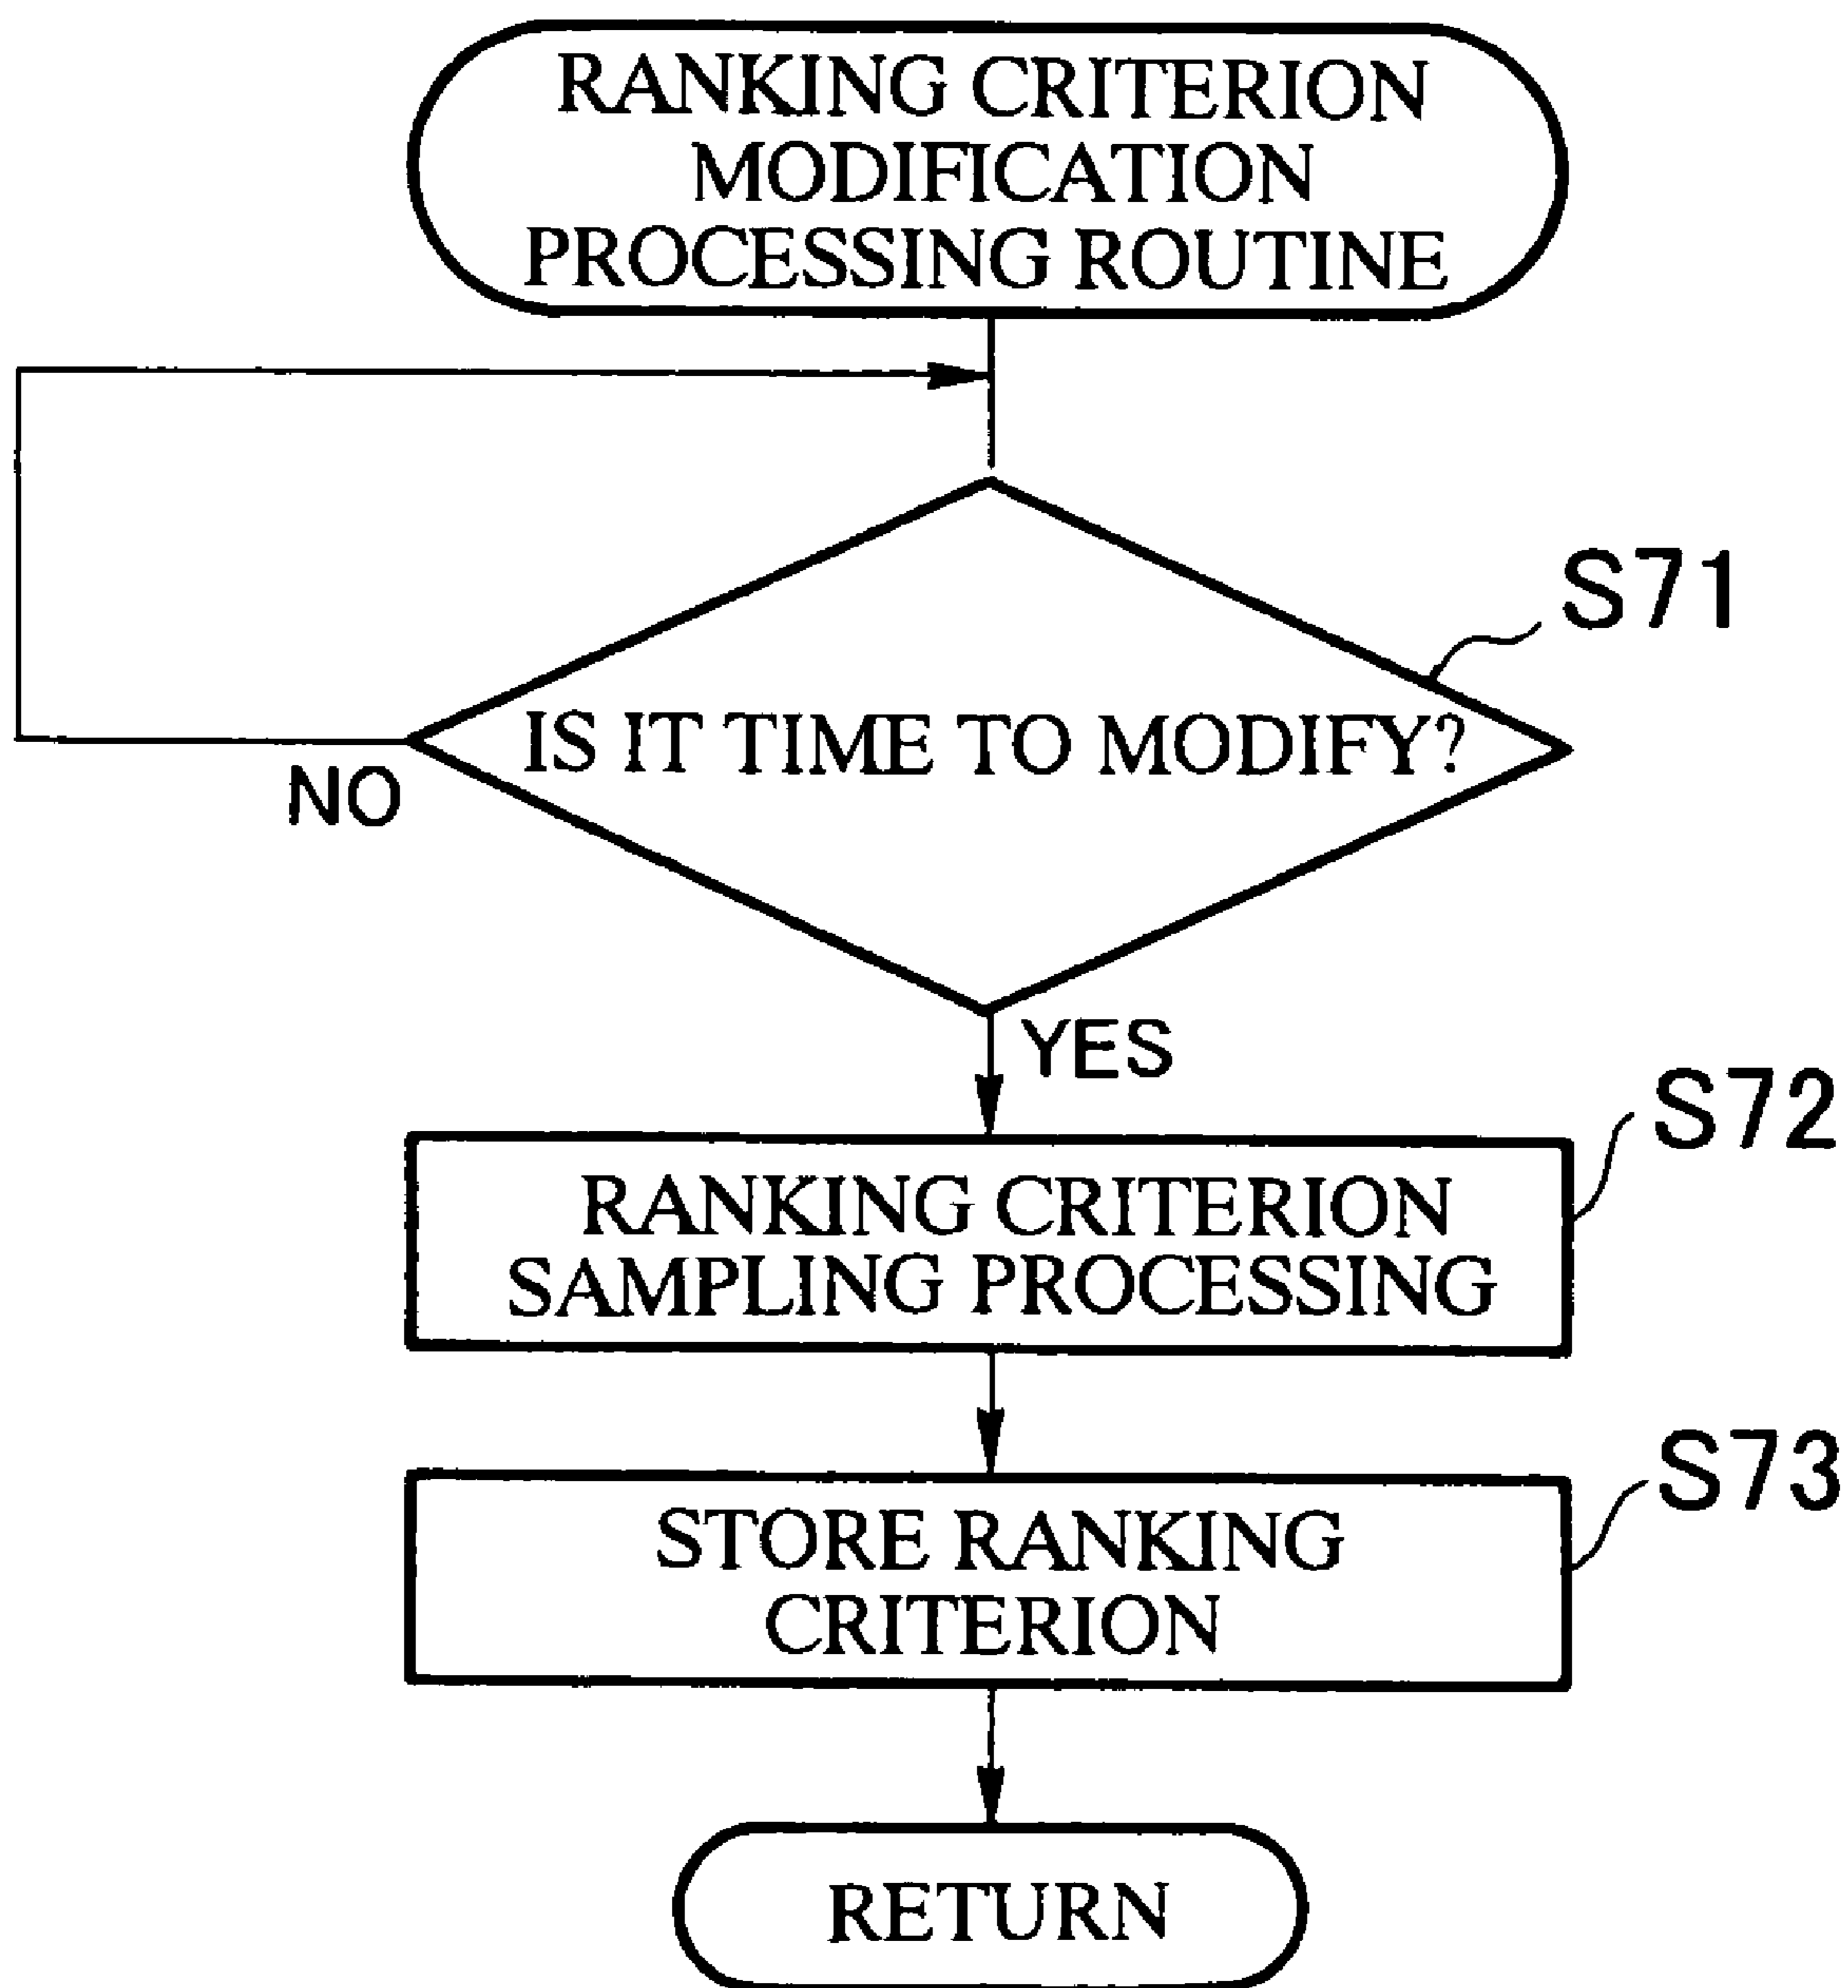 RANKING CRITERION
MODIFICATION
PROCESSING ROUTINE
S71
IS IT TIME TO MODIFY?
NO
YES
S72
RANKING CRITERION
SAMPLING PROCESSING
S73
STORE RANKING
CRITERION
RETURN